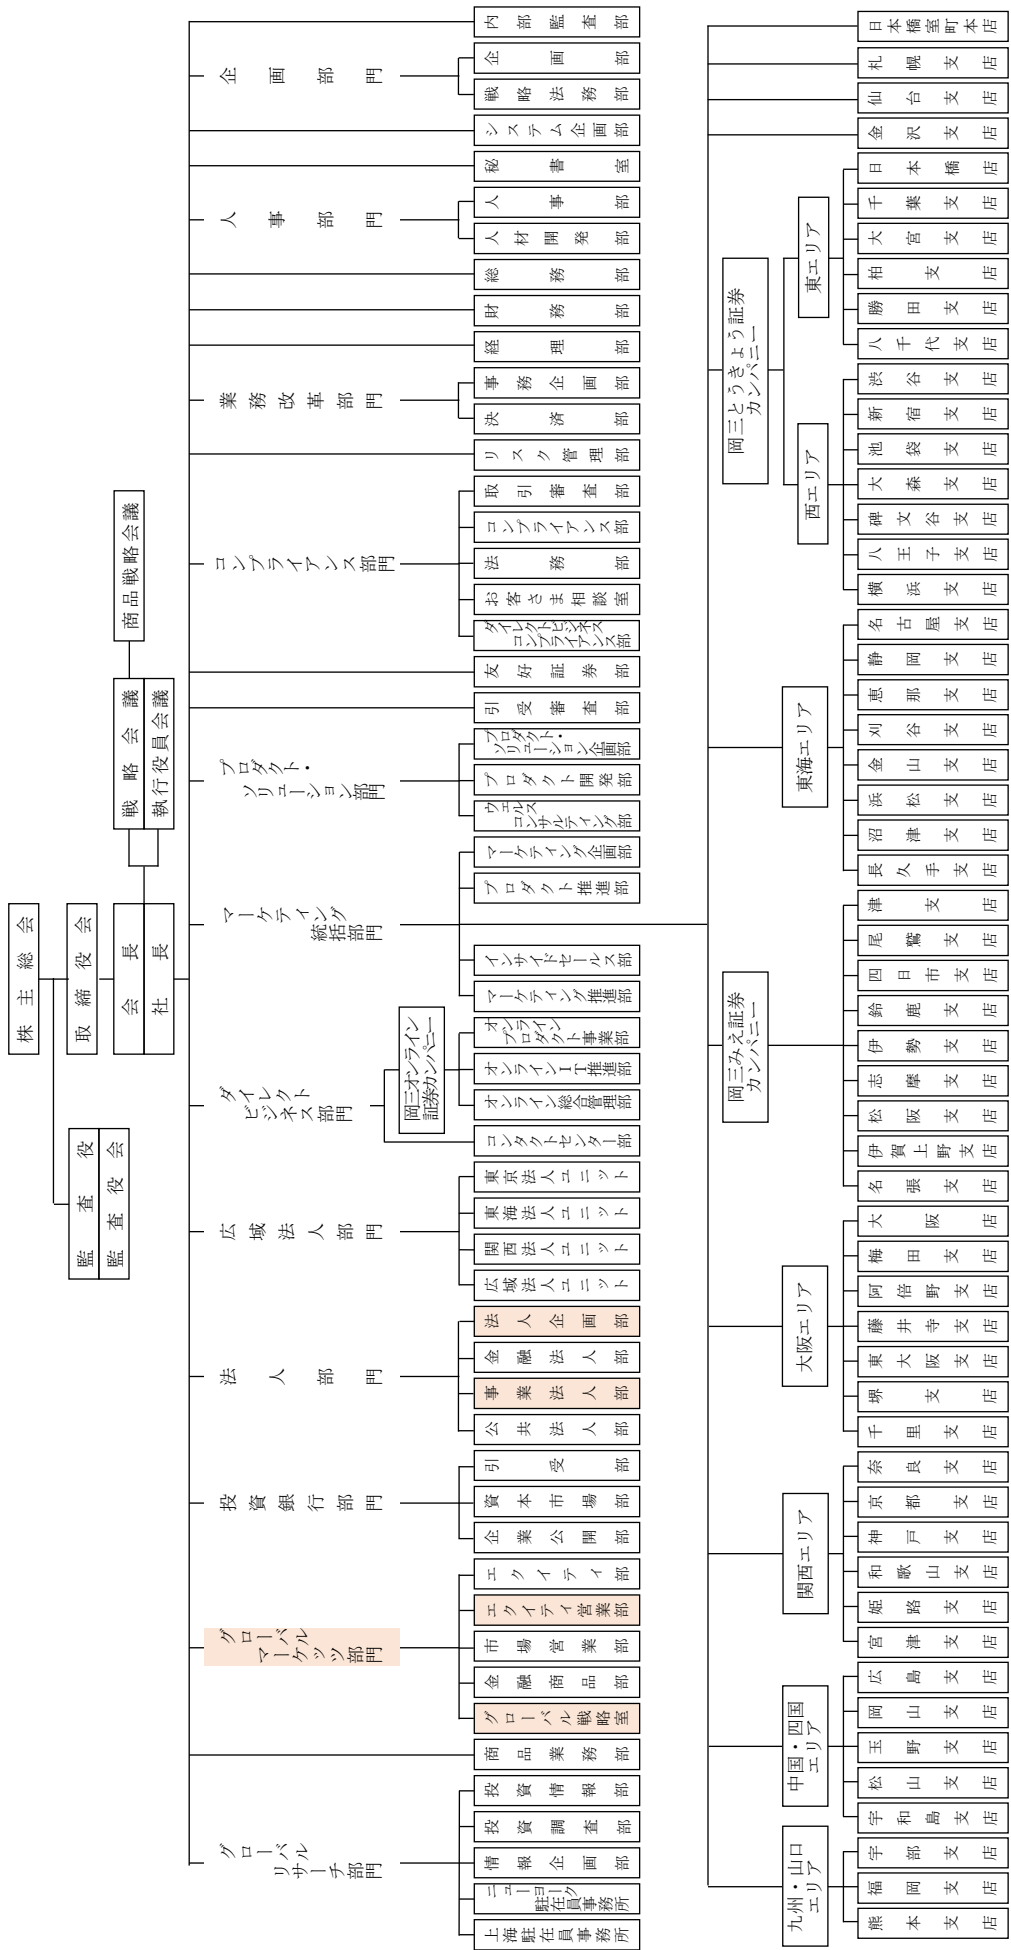 株主総会
取締役会
会長
社長
監査役
監査役会
戦略会議
執行役員会議
商品戦略会議
内部監査部
企画部門
企画部
戦略法務部
システム企画部
秘書室
人事部門
人事部
人材開発部
総務部
財務部
経理部
業務改革部門
事務企画部
決済部
リスク管理部
コンプライアンス部門
取引審査部
コンプライアンス部
法務部
お客さま相談室
ダイレクトビジネス
コンプライアンス部
友好証券部
引受審査部
プロダクト・
ソリューション部門
プロダクト・
ソリューション企画部
プロダクト開発部
ウェルス
コンサルティング部
マーケティング
統括部門
マーケティング企画部
プロダクト推進部
インサイドセールス部
マーケティング推進部
ダイレクト
ビジネス部門
岡三オンライン
証券カンパニー
オンライン
プロダクト事業部
オンラインIT推進部
オンライン総合管理部
コンタクトセンター部
広域法人部門
東京法人ユニット
東海法人ユニット
関西法人ユニット
広域法人ユニット
法人部門
法人企画部
金融法人部
事業法人部
公共法人部
投資銀行部門
引受部
資本市場部
企業公開部
グローバル
マーケッツ部門
エクイティ部
エクイティ営業部
市場営業部
金融商品部
グローバル戦略室
商品業務部
グローバル
リサーチ部門
投資情報部
投資調査部
情報企画部
ニューヨーク
駐在員事務所
上海駐在員事務所
日本橋室町本店
札幌支店
仙台支店
金沢支店
岡三とうきょう証券
カンパニー
東エリア
日本橋店
千葉支店
大宮支店
柏支店
勝田支店
八千代支店
西エリア
渋谷支店
新宿支店
池袋支店
大森支店
碑文谷支店
八王子支店
横浜支店
東海エリア
名古屋支店
静岡支店
恵那支店
刈谷支店
金山支店
浜松支店
沼津支店
長久手支店
岡三みえ証券
カンパニー
津支店
尾鷲支店
四日市支店
鈴鹿支店
伊勢支店
志摩支店
松阪支店
伊賀上野支店
名張支店
大阪エリア
大阪店
梅田支店
阿倍野支店
藤井寺支店
東大阪支店
堺支店
千里支店
関西エリア
奈良支店
京都支店
神戸支店
和歌山支店
姫路支店
宮津支店
中国・四国
エリア
広島支店
岡山支店
玉野支店
松山支店
宇和島支店
九州・山口
エリア
宇部支店
福岡支店
熊本支店